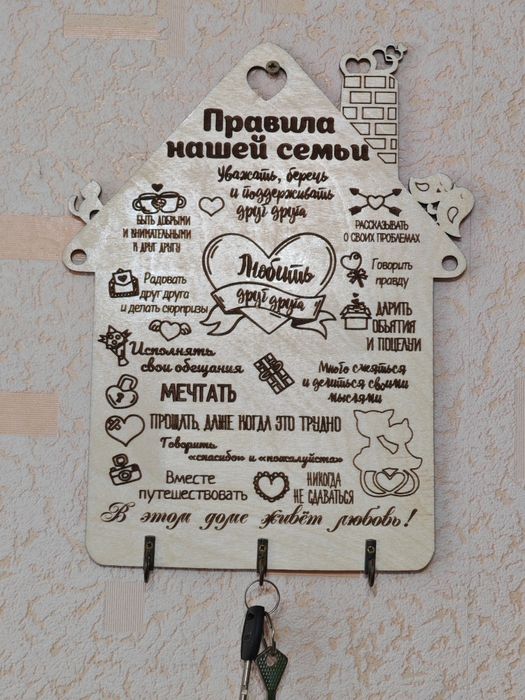 Правила
нашей семьи
Уважать, беречь
и поддерживать
друг друга
БЫТЬ ДОБРЫМИ
И ВНИМАТЕЛЬНЫМИ
К ДРУГ ДРУГУ
РАССКАЗЫВАТЬ
О СВОИХ ПРОБЛЕМАХ
Любить
друг друга
Радовать
друг друга
и делать сюрпризы
Говорить
правду
ДАРИТЬ
ОБЪЯТИЯ
И ПОЦЕЛУИ
Исполнять
свои обещания
Много смеяться
и делиться своими
мыслями
МЕЧТАТЬ
ПРОЩАТЬ, ДАЖЕ КОГДА ЭТО ТРУДНО
Говорить
«спасибо» и «пожалуйста»
Вместе
путешествовать
НИКОГДА
НЕ СДАВАТЬСЯ
В этом доме живёт любовь!